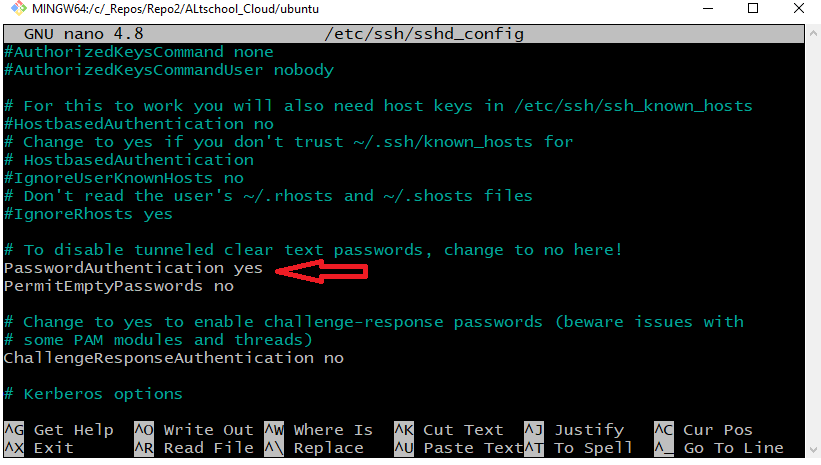 MINGW64:/c/_Repos/Repo2/ALtschool_Cloud/ubuntu
GNU nano 4.8 /etc/ssh/sshd_config
#AuthorizedKeysCommand none
#AuthorizedKeysCommandUser nobody
# For this to work you will also need host keys in /etc/ssh/ssh_known_hosts
#HostbasedAuthentication no
# Change to yes if you don't trust ~/.ssh/known_hosts for
# HostbasedAuthentication
#IgnoreUserKnownHosts no
# Don't read the user's ~/.rhosts and ~/.shosts files
#IgnoreRhosts yes
# To disable tunneled clear text passwords, change to no here!
PasswordAuthentication yes
PermitEmptyPasswords no
# Change to yes to enable challenge-response passwords (beware issues with
# some PAM modules and threads)
ChallengeResponseAuthentication no
# Kerberos options
^G Get Help ^O Write Out ^W Where Is ^K Cut Text ^J Justify ^C Cur Pos
^X Exit ^R Read File ^\ Replace ^U Paste Text^T To Spell ^_ Go To Line